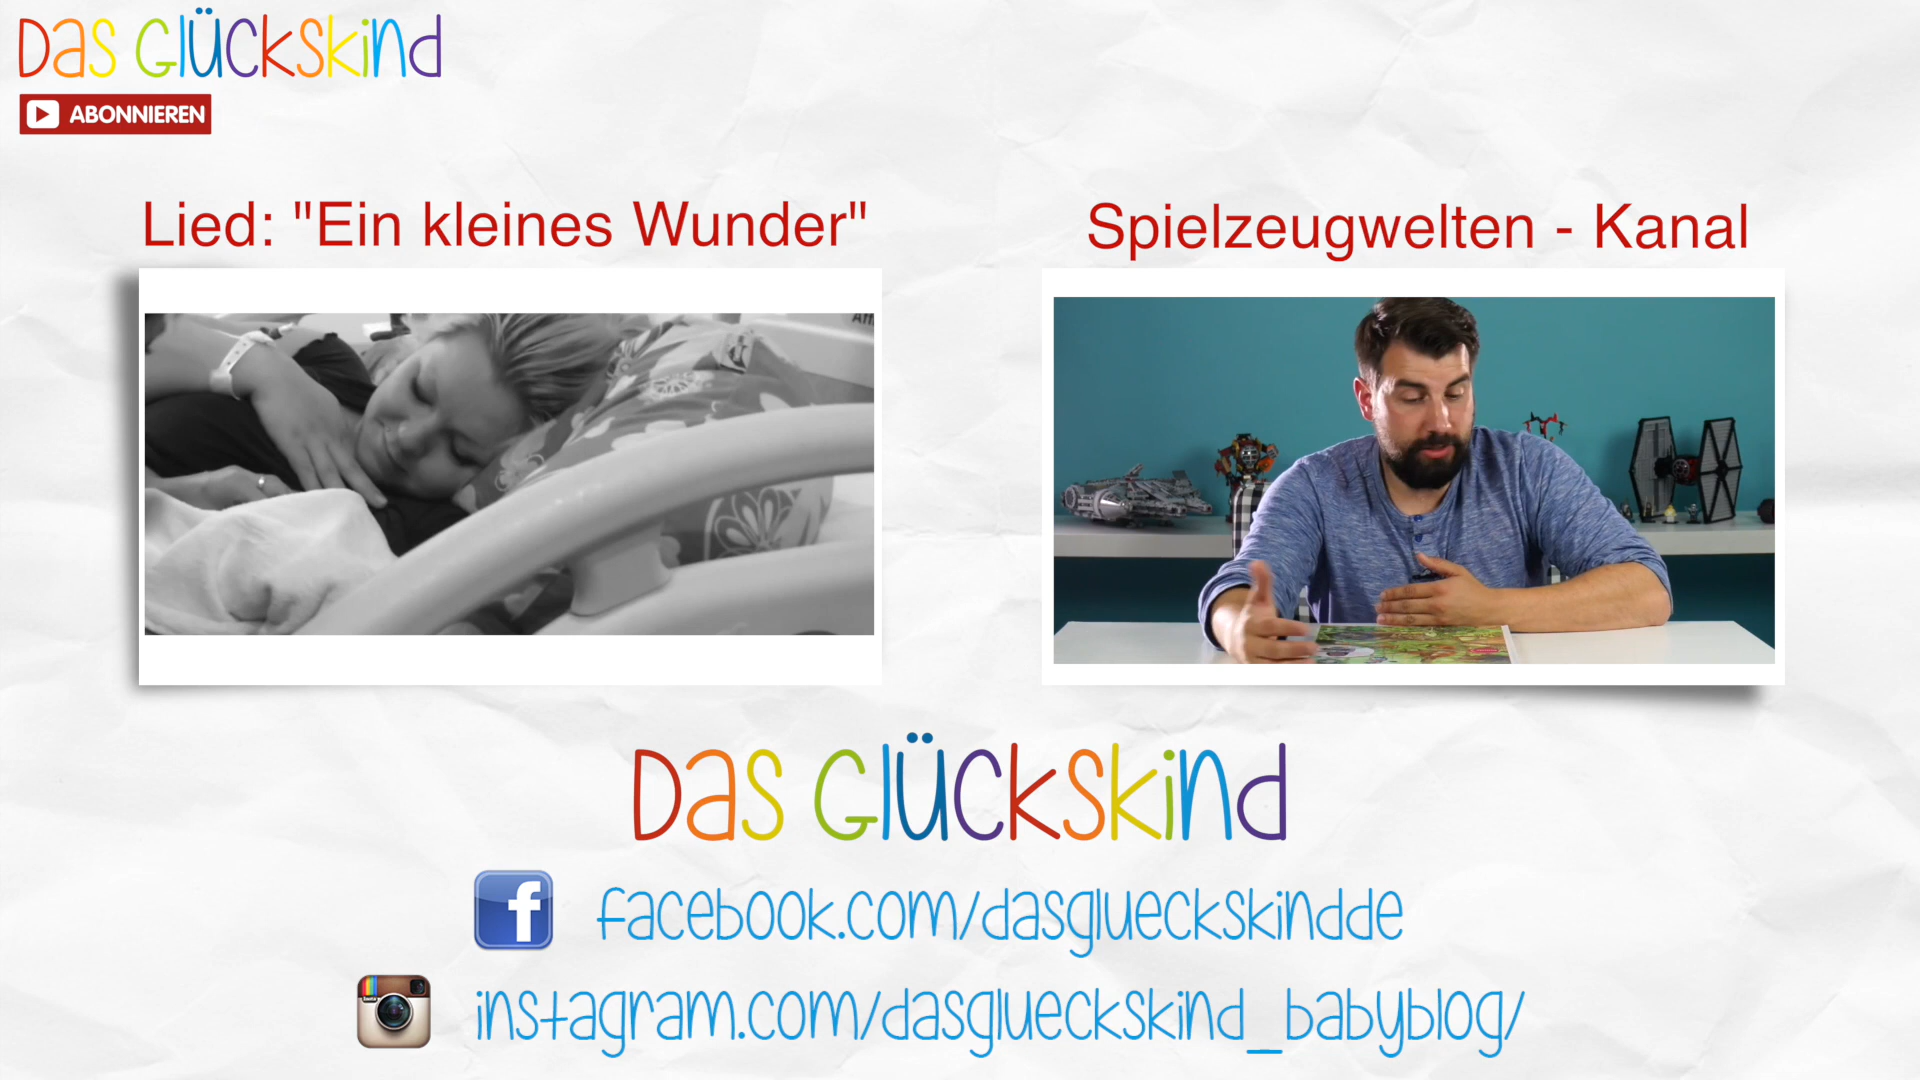 Das Glückskind
ABONNIEREN
Lied: "Ein kleines Wunder"
Spielzeugwelten - Kanal
Das Glückskind
facebook.com/dasglueckskindde
instagram.com/dasglueckskind_babyblog/